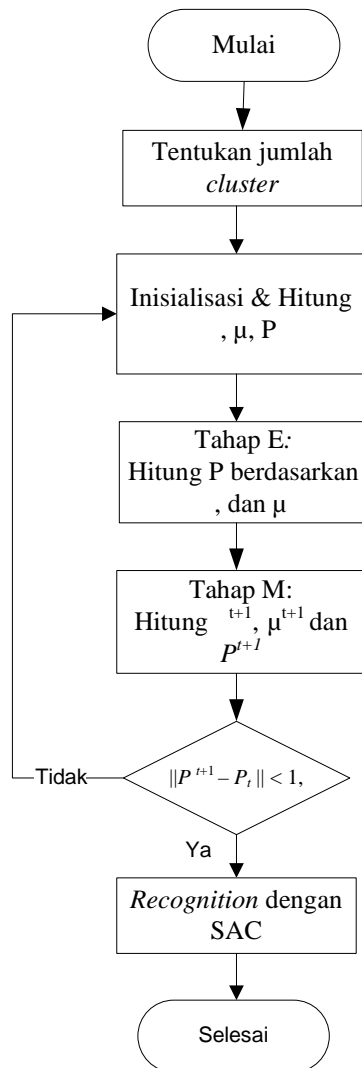 Mulai
Tentukan jumlah
cluster
Inisialisasi & Hitung
, μ, P
Tahap E:
Hitung P berdasarkan
, dan μ
Tahap M:
Hitung t+1, μt+1 dan
Pt+1
||P t+1 – Pt || < 1,
Tidak
Ya
Recognition dengan
SAC
Selesai